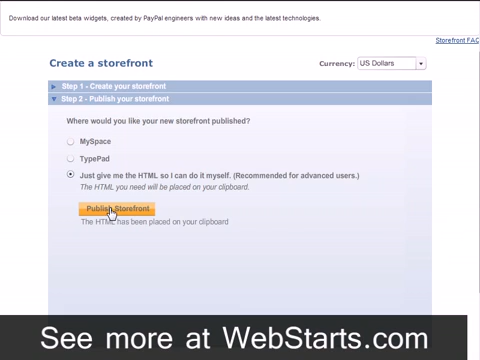 Download our latest beta widgets, created by PayPal engineers with new ideas and the latest technologies.
Storefront FAQ
Create a storefront
Currency: US Dollars
Step 1 - Create your storefront
Step 2 - Publish your storefront
Where would you like your new storefront published?
MySpace
TypePad
Just give me the HTML so I can do it myself. (Recommended for advanced users.)
The HTML you need will be placed on your clipboard.
Publish Storefront
The HTML has been placed on your clipboard
See more at WebStarts.com